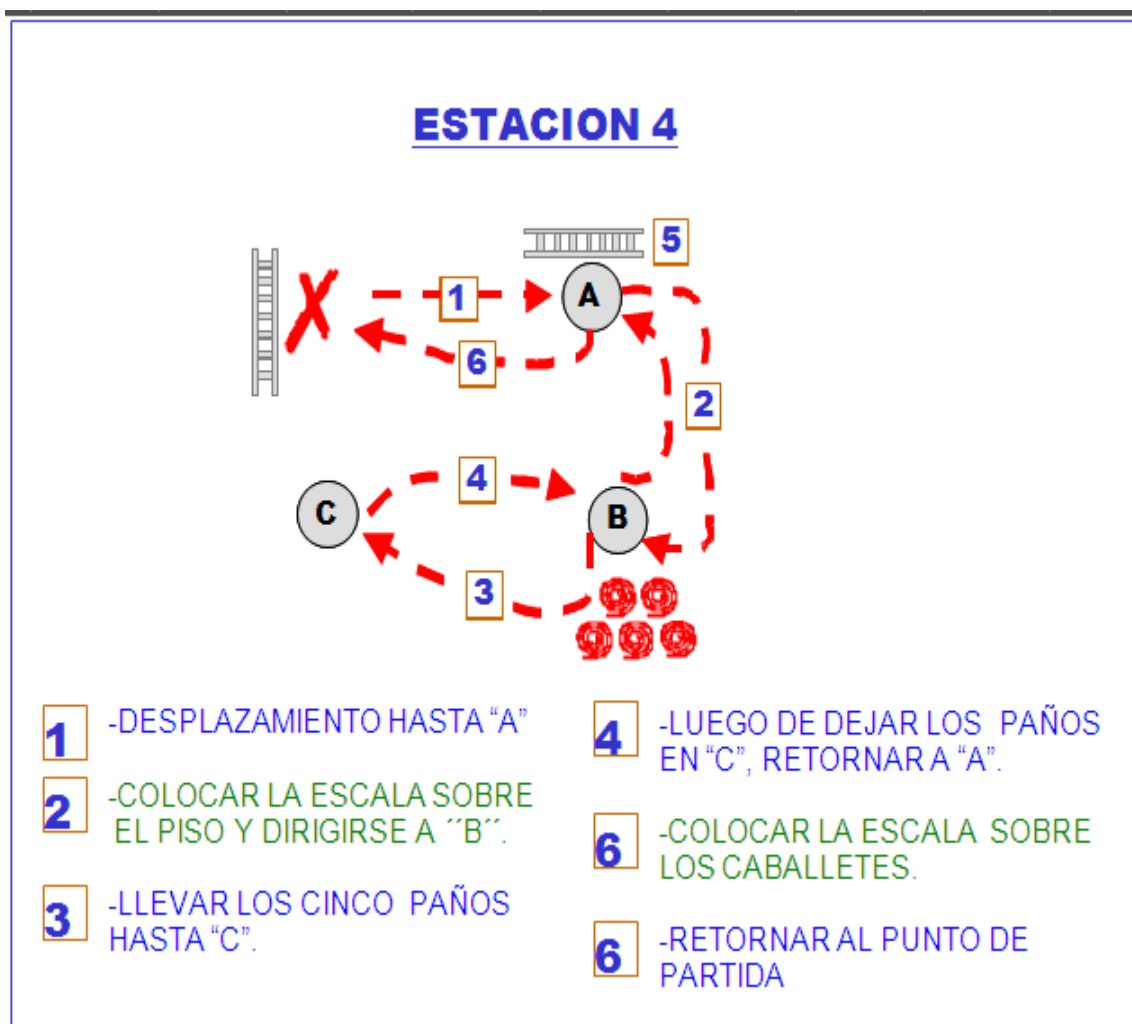 ESTACION 4
5
1
A
6
2
4
C
B
3
1 -DESPLAZAMIENTO HASTA “A”
2 -COLOCAR LA ESCALA SOBRE
EL PISO Y DIRIGIRSE A ´´B´´.
3 -LLEVAR LOS CINCO PAÑOS
HASTA “C”.
4 -LUEGO DE DEJAR LOS PAÑOS
EN “C”, RETORNAR A “A”.
6 -COLOCAR LA ESCALA SOBRE
LOS CABALLETES.
6 -RETORNAR AL PUNTO DE
PARTIDA